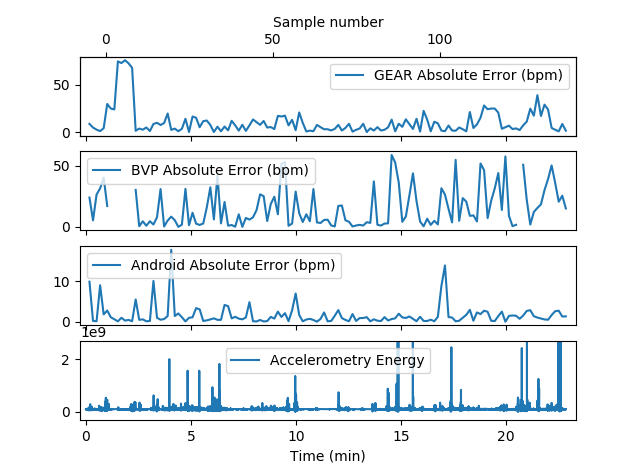 Sample number
0 50 100
GEAR Absolute Error (bpm)
50
0
BVP Absolute Error (bpm)
50
0
Android Absolute Error (bpm)
10
0
1e9
Accelerometry Energy
2
0
0 5 10 15 20
Time (min)